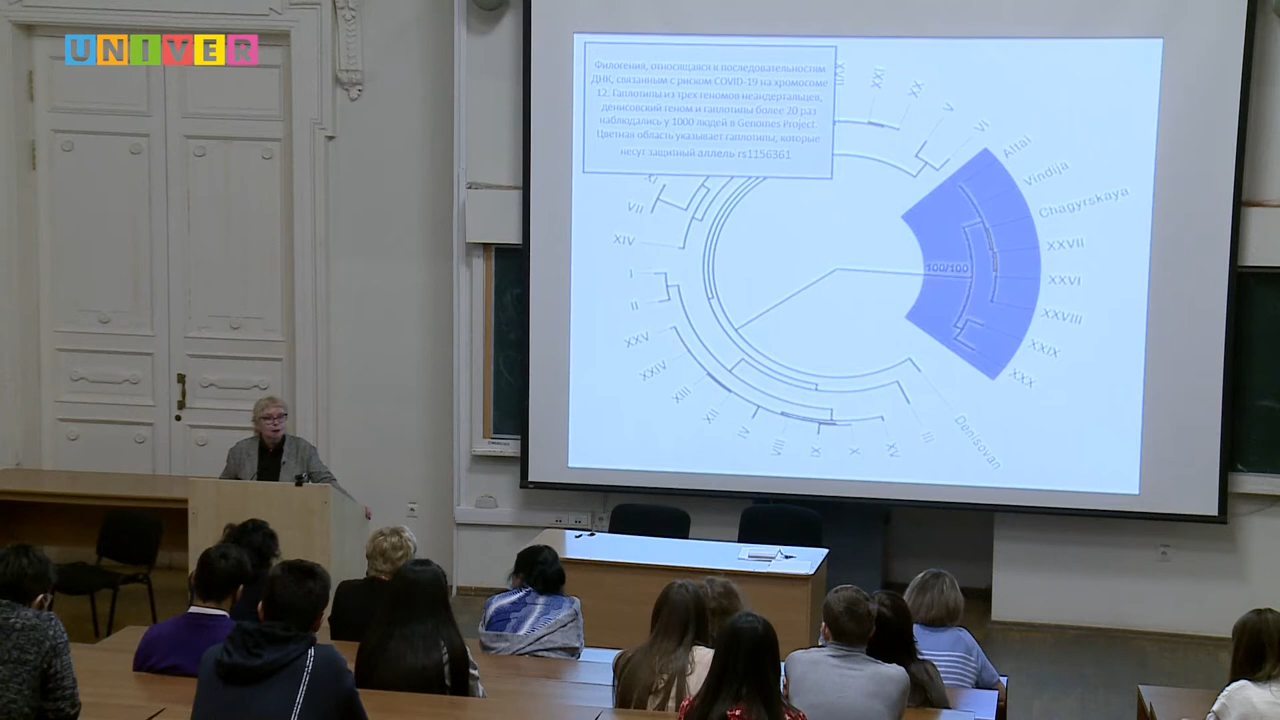 UNIVER
Филогения, относящаяся к последовательностям
ДНК, связанным с риском COVID-19 на хромосоме
12. Гаплотипы из трех геномов неандертальцев,
денисовский геном и гаплотипы более 20 раз
наблюдались у 1000 людей в Genomes Project.
Цветная область указывает гаплотипы, которые
несут защитный аллель rs1156361
XXI
XX
V
VI
Altai
Vindija
Chagyrskaya
XXVII
XXVI
XXVIII
XXIX
XXX
100/100
VII
XIV
I
II
XXV
XXIV
XIII
XII
IV
VIII
IX
X
XV
III
Denisovan